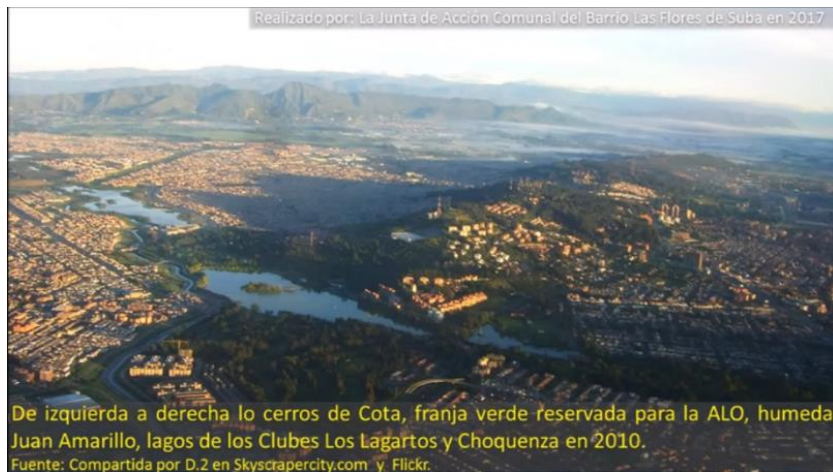 Realizado por: La Junta de Acción Comunal del Barrio Las Flores de Suba en 2017
De izquierda a derecha lo cerros de Cota, franja verde reservada para la ALO, humeda
Juan Amarillo, lagos de los Clubes Los Lagartos y Choquenza en 2010.
Fuente: Compartida por D.2 en Skyscrapercity.com y Flickr.